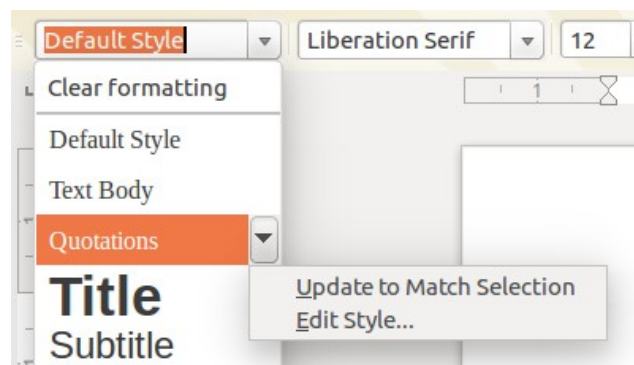 Default Style Liberation Serif 12
Clear formatting 1
Default Style
Text Body
Quotations
Update to Match Selection
Title
Edit Style...
Subtitle